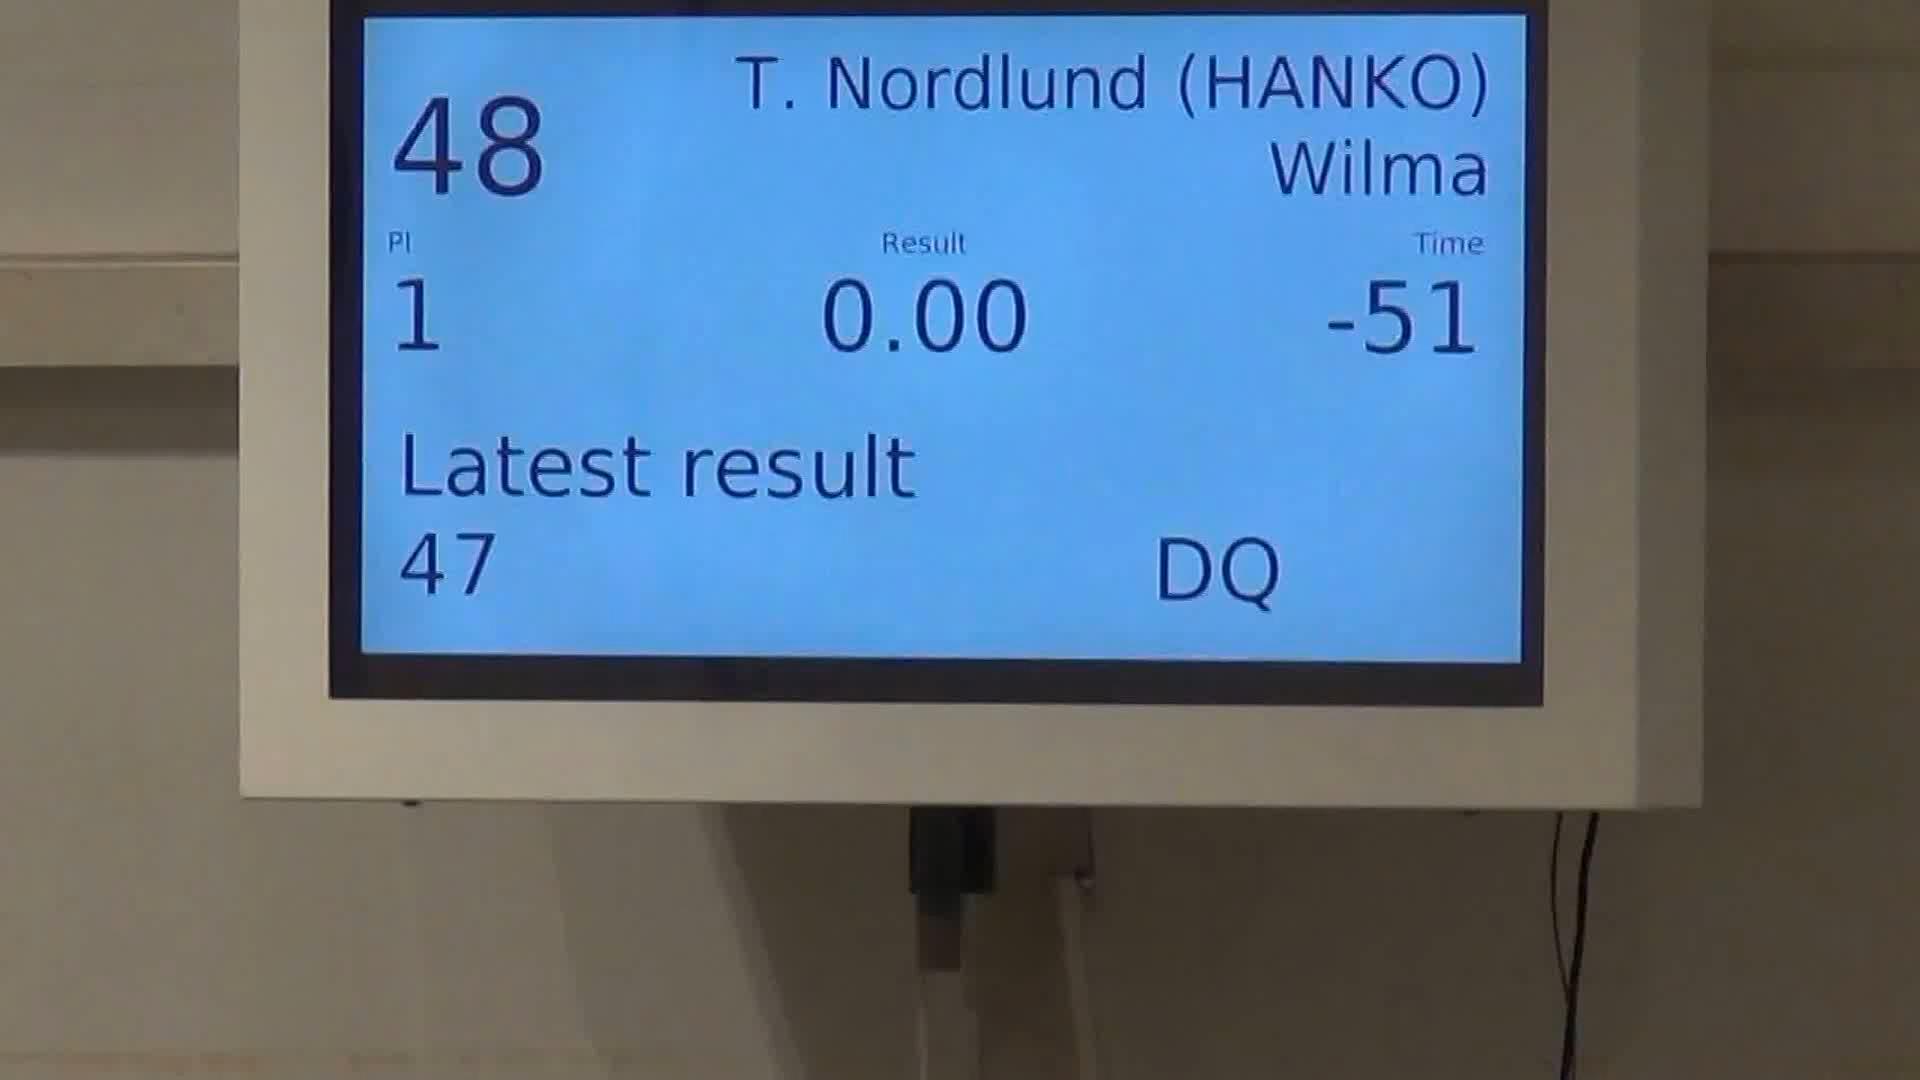 48
T. Nordlund (HANKO)
Wilma
Pl Result Time
1 0.00 -51
Latest result
47 DQ